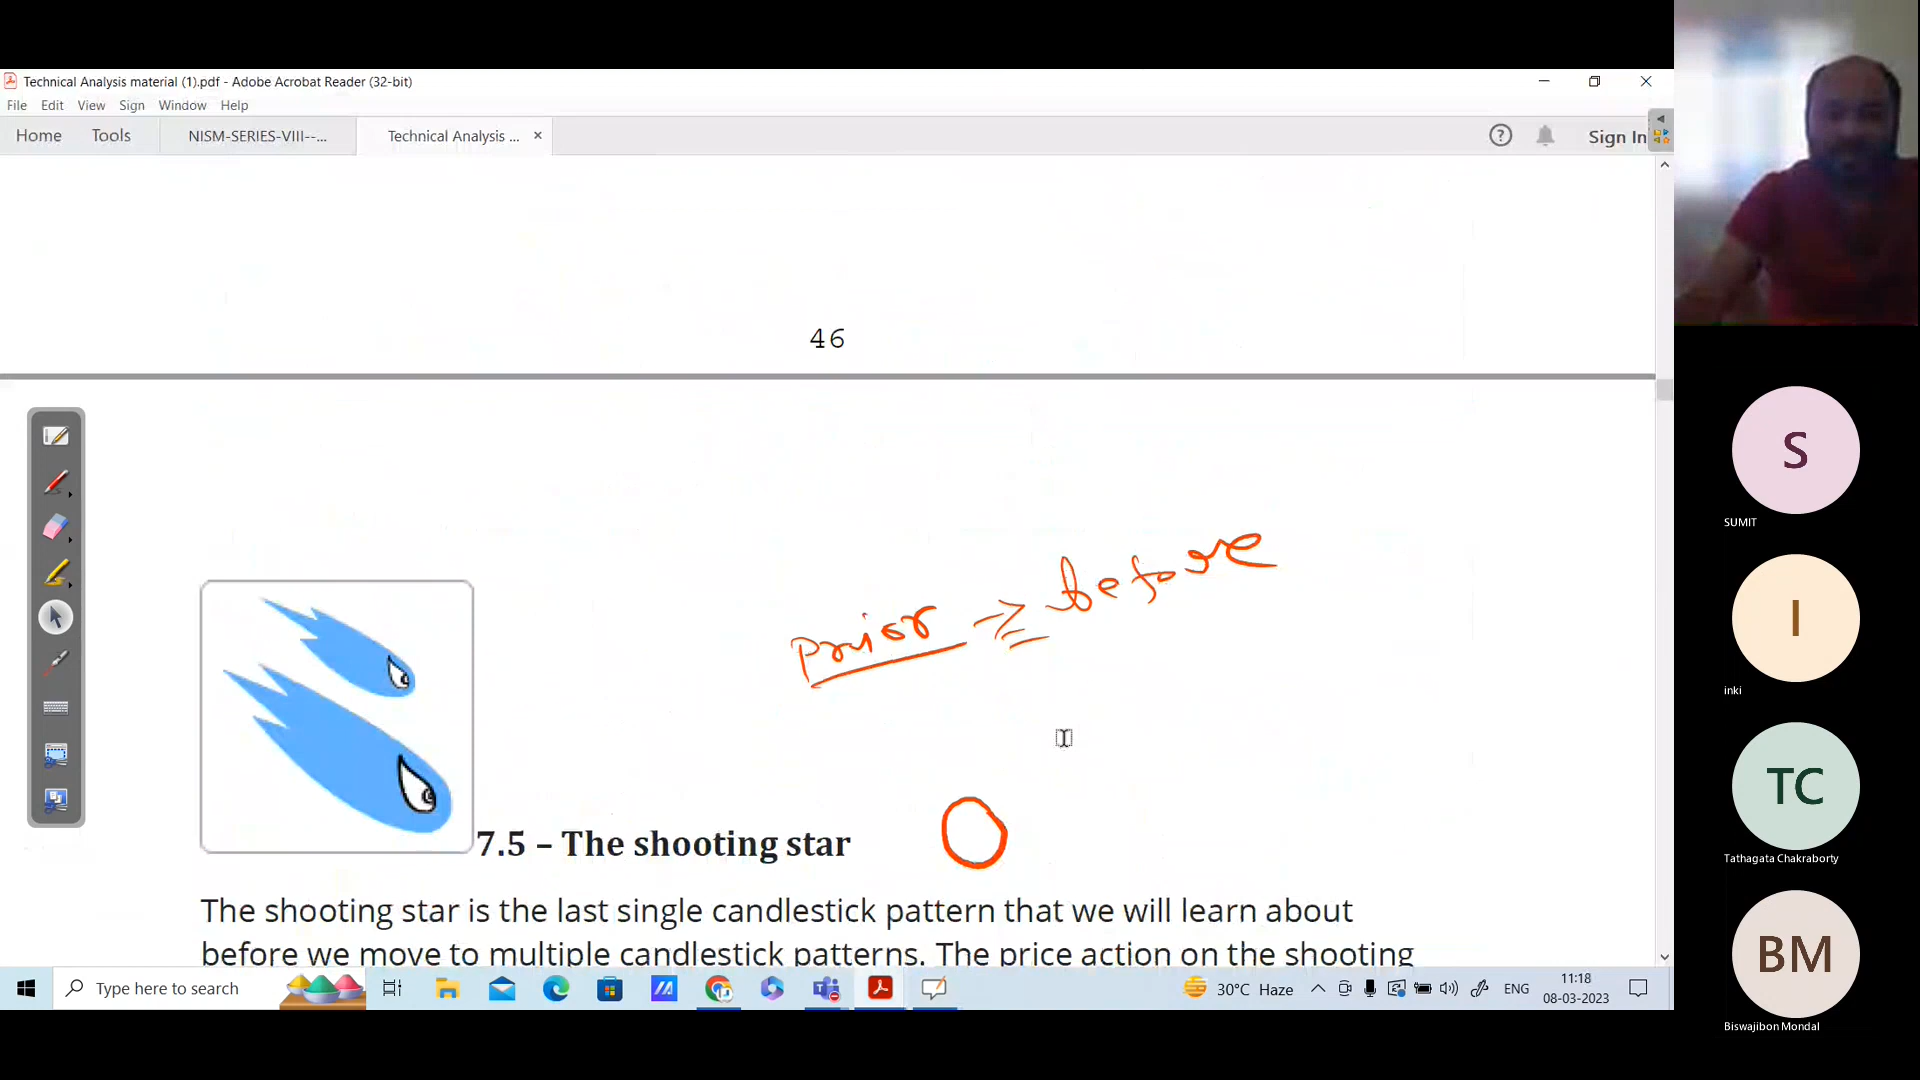 Technical Analysis material (1).pdf - Adobe Acrobat Reader (32-bit)
File Edit View Sign Window Help
Home Tools NISM-SERIES-VIII--... Technical Analysis ... × Sign In
46
prior => before
7.5 – The shooting star
The shooting star is the last single candlestick pattern that we will learn about
before we move to multiple candlestick patterns. The price action on the shooting
Type here to search
30°C Haze
ENG
11:18
08-03-2023
S
SUMIT
I
inki
TC
Tathagata Chakraborty
BM
Biswajibon Mondal